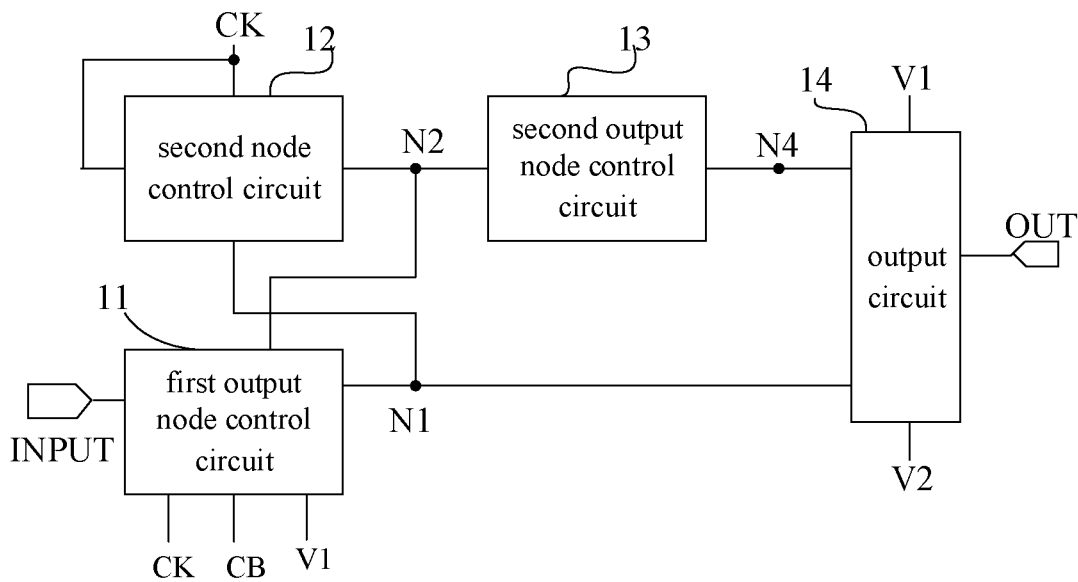 CK
12
13
14
V1
second node
control circuit
N2
second output
node control
circuit
N4
OUT
output
circuit
11
first output
node control
circuit
INPUT
N1
V2
CK
CB
V1